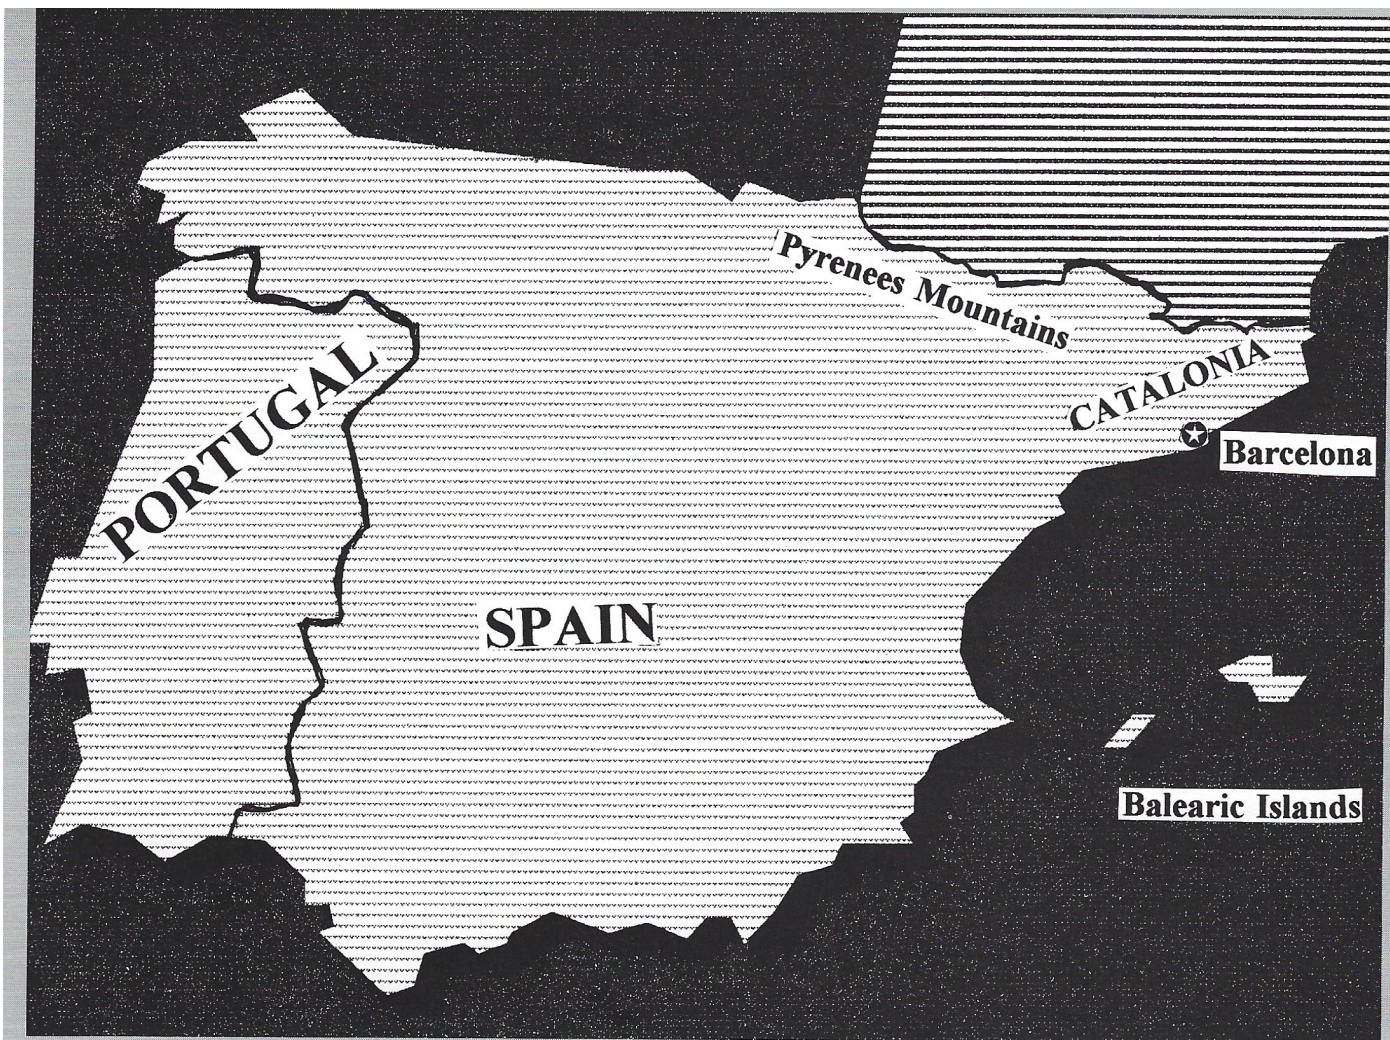 Pyrenees Mountains
CATALONIA
PORTUGAL
Barcelona
SPAIN
Balearic Islands